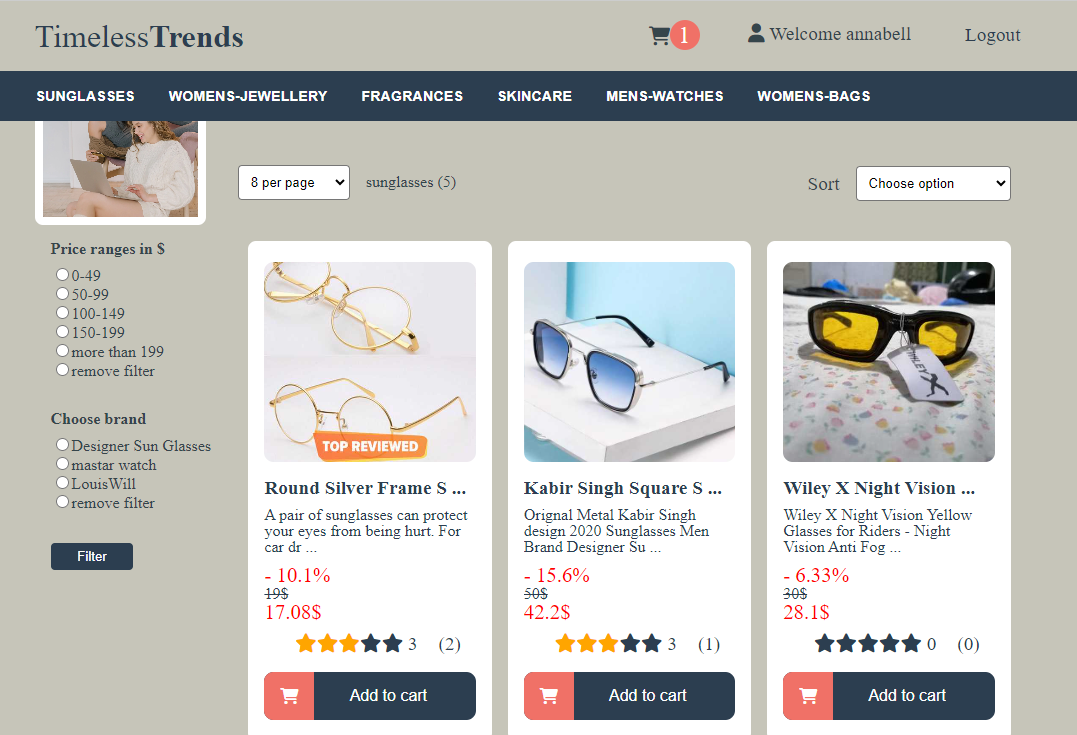 TimelessTrends
1
Welcome annabell
Logout
SUNGLASSES
WOMENS-JEWELLERY
FRAGRANCES
SKINCARE
MENS-WATCHES
WOMENS-BAGS
8 per page
sunglasses (5)
Sort
Choose option
Price ranges in $
0-49
50-99
100-149
150-199
more than 199
remove filter
Choose brand
Designer Sun Glasses
mastar watch
LouisWill
remove filter
Filter
TOP REVIEWED
Round Silver Frame S ...
A pair of sunglasses can protect
your eyes from being hurt. For
car dr ...
- 10.1%
19$
17.08$
3 (2)
Add to cart
Kabir Singh Square S ...
Orignal Metal Kabir Singh
design 2020 Sunglasses Men
Brand Designer Su ...
- 15.6%
50$
42.2$
3 (1)
Add to cart
Wiley X Night Vision ...
Wiley X Night Vision Yellow
Glasses for Riders - Night
Vision Anti Fog ...
- 6.33%
30$
28.1$
0 (0)
Add to cart